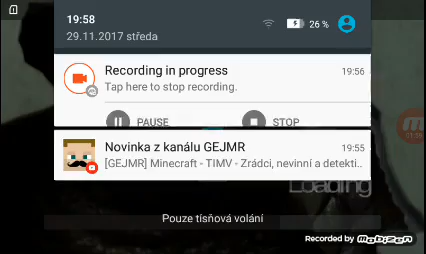 19:58
26 %
29.11.2017 středa
Recording in progress
19:56
Tap here to stop recording.
PAUSE
STOP
Novinka z kanálu GEJMR
19:55
[GEJMR] Minecraft - TIMV - Zrádci, nevinní a detekti..
Loading
Pouze tísňová volání
Recorded by Mobizen